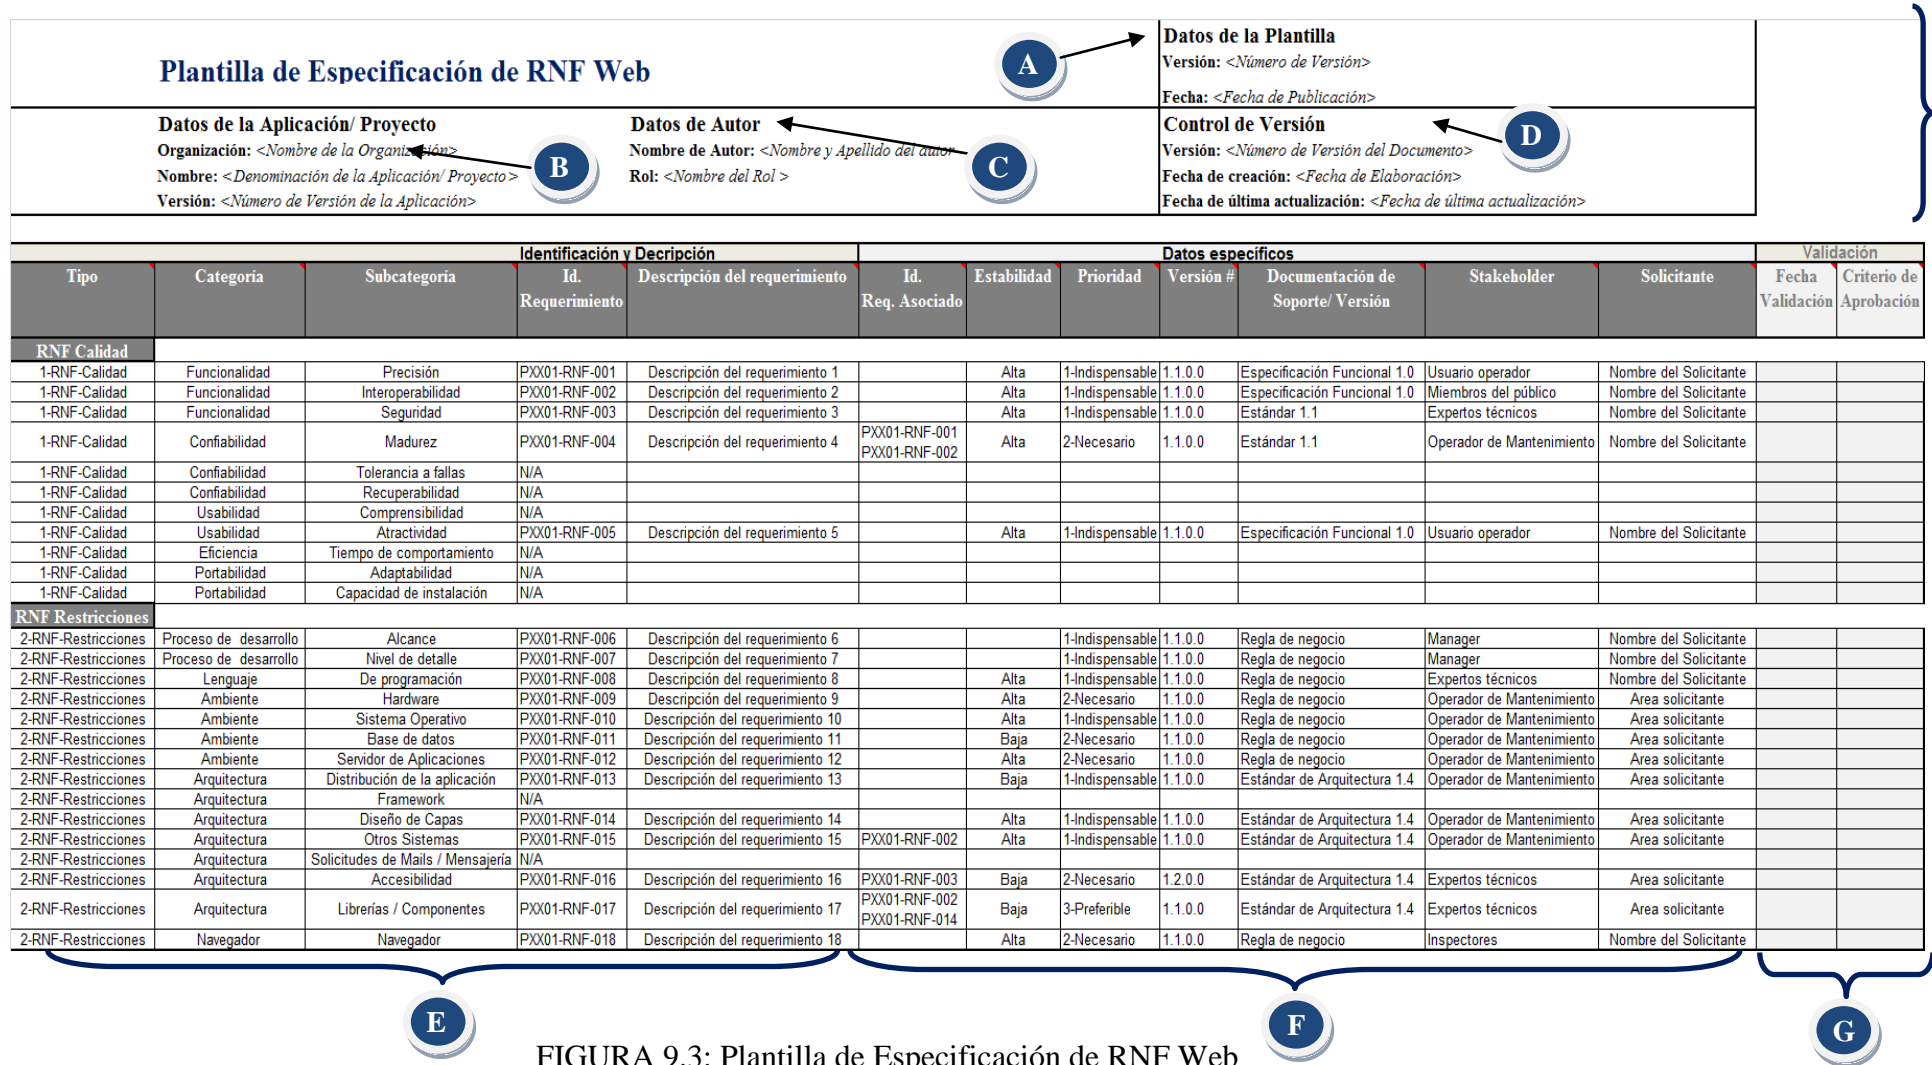 Plantilla de Especificación de RNF Web
Datos de la Plantilla
Versión: <Número de Versión>
Fecha: <Fecha de Publicación>
A
Datos de la Aplicación/ Proyecto
Organización: <Nombre de la Organización>
Nombre: <Denominación de la Aplicación/ Proyecto>
Versión: <Número de Versión de la Aplicación>
B
Datos de Autor
Nombre de Autor: <Nombre y Apellido del autor
Rol: <Nombre del Rol >
C
Control de Versión
Versión: <Número de Versión del Documento>
Fecha de creación: <Fecha de Elaboración>
Fecha de última actualización: <Fecha de última actualización>
D
Identificación y Decripción Datos específicos Validación
Tipo Categoría Subcategoría Id. Requerimiento Descripción del requerimiento Id. Req. Asociado Estabilidad Prioridad Versión # Documentación de Soporte/ Versión Stakeholder Solicitante Fecha Validación Criterio de Aprobación
RNF Calidad
1-RNF-Calidad Funcionalidad Precisión PXX01-RNF-001 Descripción del requerimiento 1 Alta 1-Indispensable 1.1.0.0 Especificación Funcional 1.0 Usuario operador Nombre del Solicitante
1-RNF-Calidad Funcionalidad Interoperabilidad PXX01-RNF-002 Descripción del requerimiento 2 Alta 1-Indispensable 1.1.0.0 Especificación Funcional 1.0 Miembros del público Nombre del Solicitante
1-RNF-Calidad Funcionalidad Seguridad PXX01-RNF-003 Descripción del requerimiento 3 Alta 1-Indispensable 1.1.0.0 Estándar 1.1 Expertos técnicos Nombre del Solicitante
1-RNF-Calidad Confiabilidad Madurez PXX01-RNF-004 Descripción del requerimiento 4 PXX01-RNF-001 PXX01-RNF-002 Alta 2-Necesario 1.1.0.0 Estándar 1.1 Operador de Mantenimiento Nombre del Solicitante
1-RNF-Calidad Confiabilidad Tolerancia a fallas N/A
1-RNF-Calidad Confiabilidad Recuperabilidad N/A
1-RNF-Calidad Usabilidad Comprensibilidad N/A
1-RNF-Calidad Usabilidad Atractividad PXX01-RNF-005 Descripción del requerimiento 5 Alta 1-Indispensable 1.1.0.0 Especificación Funcional 1.0 Usuario operador Nombre del Solicitante
1-RNF-Calidad Eficiencia Tiempo de comportamiento N/A
1-RNF-Calidad Portabilidad Adaptabilidad N/A
1-RNF-Calidad Portabilidad Capacidad de instalación N/A
RNF Restricciones
2-RNF-Restricciones Proceso de desarrollo Alcance PXX01-RNF-006 Descripción del requerimiento 6 1-Indispensable 1.1.0.0 Regla de negocio Manager Nombre del Solicitante
2-RNF-Restricciones Proceso de desarrollo Nivel de detalle PXX01-RNF-007 Descripción del requerimiento 7 1-Indispensable 1.1.0.0 Regla de negocio Manager Nombre del Solicitante
2-RNF-Restricciones Lenguaje De programación PXX01-RNF-008 Descripción del requerimiento 8 Alta 1-Indispensable 1.1.0.0 Regla de negocio Expertos técnicos Nombre del Solicitante
2-RNF-Restricciones Ambiente Hardware PXX01-RNF-009 Descripción del requerimiento 9 Alta 2-Necesario 1.1.0.0 Regla de negocio Operador de Mantenimiento Area solicitante
2-RNF-Restricciones Ambiente Sistema Operativo PXX01-RNF-010 Descripción del requerimiento 10 Alta 1-Indispensable 1.1.0.0 Regla de negocio Operador de Mantenimiento Area solicitante
2-RNF-Restricciones Ambiente Base de datos PXX01-RNF-011 Descripción del requerimiento 11 Baja 2-Necesario 1.1.0.0 Regla de negocio Operador de Mantenimiento Area solicitante
2-RNF-Restricciones Ambiente Servidor de Aplicaciones PXX01-RNF-012 Descripción del requerimiento 12 Alta 2-Necesario 1.1.0.0 Regla de negocio Operador de Mantenimiento Area solicitante
2-RNF-Restricciones Arquitectura Distribución de la aplicación PXX01-RNF-013 Descripción del requerimiento 13 Baja 1-Indispensable 1.1.0.0 Estándar de Arquitectura 1.4 Operador de Mantenimiento Area solicitante
2-RNF-Restricciones Arquitectura Framework N/A
2-RNF-Restricciones Arquitectura Diseño de Capas PXX01-RNF-014 Descripción del requerimiento 14 Alta 1-Indispensable 1.1.0.0 Estándar de Arquitectura 1.4 Operador de Mantenimiento Area solicitante
2-RNF-Restricciones Arquitectura Otros Sistemas PXX01-RNF-015 Descripción del requerimiento 15 PXX01-RNF-002 Alta 1-Indispensable 1.1.0.0 Estándar de Arquitectura 1.4 Operador de Mantenimiento Area solicitante
2-RNF-Restricciones Arquitectura Solicitudes de Mails / Mensajería N/A
2-RNF-Restricciones Arquitectura Accesibilidad PXX01-RNF-016 Descripción del requerimiento 16 PXX01-RNF-003 Baja 2-Necesario 1.2.0.0 Estándar de Arquitectura 1.4 Expertos técnicos Area solicitante
2-RNF-Restricciones Arquitectura Librerías / Componentes PXX01-RNF-017 Descripción del requerimiento 17 PXX01-RNF-002 PXX01-RNF-014 Baja 3-Preferible 1.1.0.0 Estándar de Arquitectura 1.4 Expertos técnicos Area solicitante
2-RNF-Restricciones Navegador Navegador PXX01-RNF-018 Descripción del requerimiento 18 Alta 2-Necesario 1.1.0.0 Regla de negocio Inspectores Nombre del Solicitante
E F G
FIGURA 9.3: Plantilla de Especificación de RNF Web